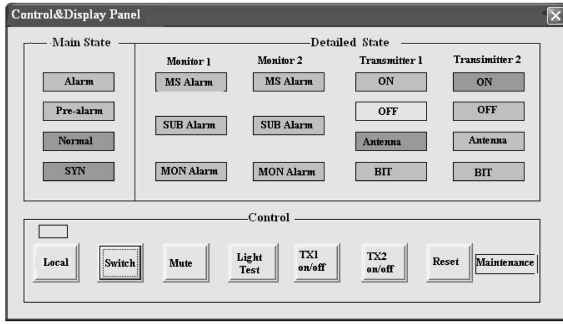 Control&Display Panel
Main State
Detailed State
Monitor 1
Monitor 2
Transmitter 1
Transimitter 2
Alarm
MS Alarm
MS Alarm
ON
ON
Pre-alarm
OFF
OFF
SUB Alarm
SUB Alarm
Normal
Antenna
Antenna
SYN
MON Alarm
MON Alarm
BIT
BIT
Control
Local
Switch
Mute
Light
Test
TX1
on/off
TX2
on/off
Reset
Maintenance